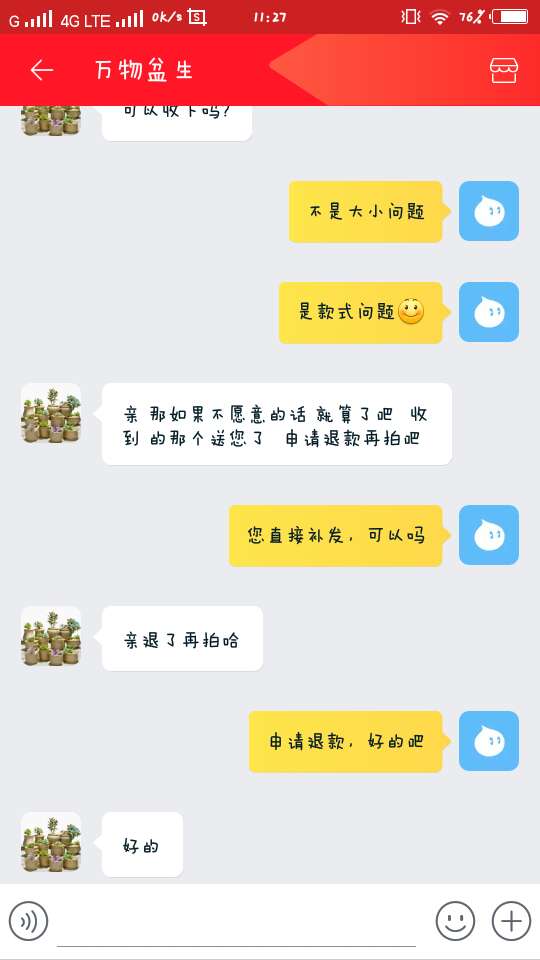 G 4G LTE 0k/s S 11:27 76%
万物盆生
可以收下吗?
不是大小问题
是款式问题
亲 那如果不愿意的话 就算了吧 收
到 的那个送您了 申请退款再拍吧
您直接补发,可以吗
亲退了再拍哈
申请退款,好的吧
好的